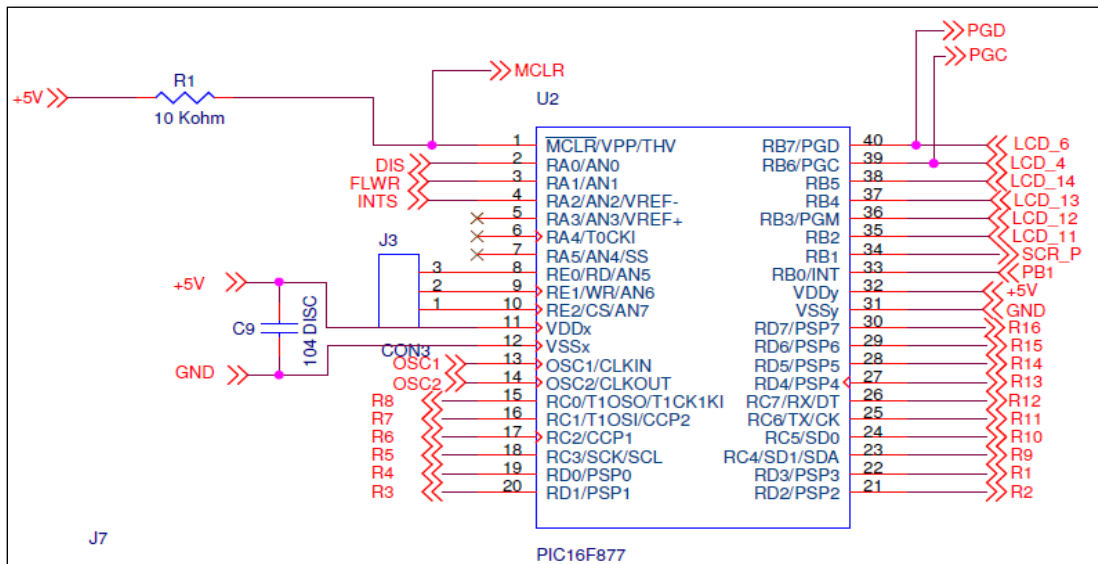 PGD
PGC
MCLR
R1
+5V
10 Kohm
U2
1 MCLR/VPP/THV RB7/PGD 40 LCD_6
DIS 2 RA0/AN0 RB6/PGC 39 LCD_4
FLWR 3 RA1/AN1 RB5 38 LCD_14
INTS 4 RA2/AN2/VREF- RB4 37 LCD_13
5 RA3/AN3/VREF+ RB3/PGM 36 LCD_12
6 RA4/T0CKI RB2 35 LCD_11
7 RA5/AN4/SS RB1 34 SCR_P
J3
3 8 RE0/RD/AN5 RB0/INT 33 PB1
+5V 2 9 RE1/WR/AN6 VDDy 32 +5V
1 10 RE2/CS/AN7 VSSy 31 GND
C9 104 DISC 11 VDDx RD7/PSP7 30 R16
CON3 12 VSSx RD6/PSP6 29 R15
GND OSC1 13 OSC1/CLKIN RD5/PSP5 28 R14
OSC2 14 OSC2/CLKOUT RD4/PSP4 27 R13
R8 15 RC0/T1OSO/T1CK1KI RC7/RX/DT 26 R12
R7 16 RC1/T1OSI/CCP2 RC6/TX/CK 25 R11
R6 17 RC2/CCP1 RC5/SD0 24 R10
R5 18 RC3/SCK/SCL RC4/SD1/SDA 23 R9
R4 19 RD0/PSP0 RD3/PSP3 22 R1
R3 20 RD1/PSP1 RD2/PSP2 21 R2
J7
PIC16F877